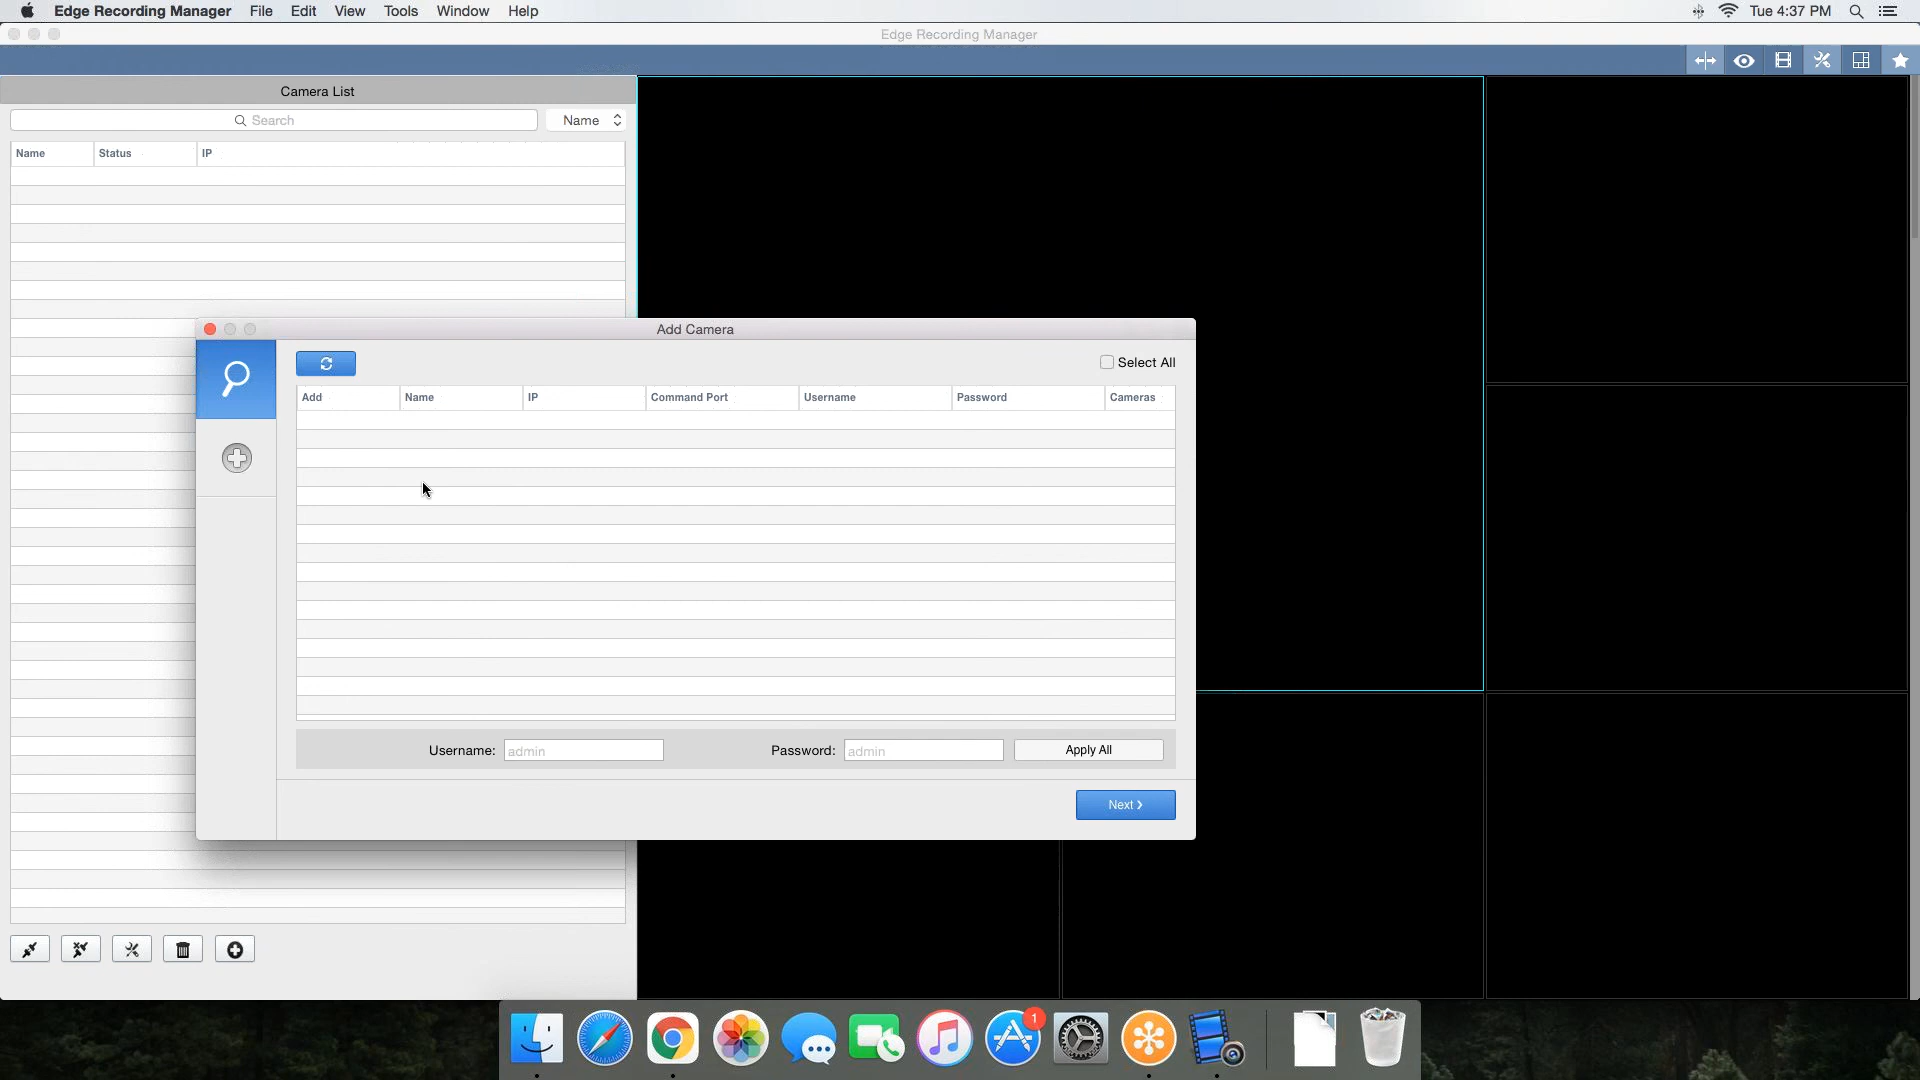 Edge Recording Manager File Edit View Tools Window Help Tue 4:37 PM
Edge Recording Manager
Camera List
Search Name
Name Status IP
Add Camera
Select All
Add Name IP Command Port Username Password Cameras
Username: admin Password: admin Apply All
Next ›
1